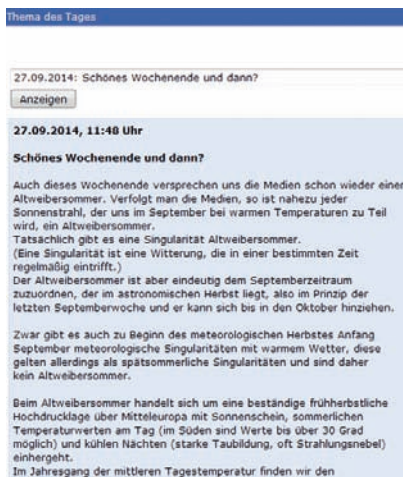 Thema des Tages
27.09.2014: Schönes Wochenende und dann?
Anzeigen
27.09.2014, 11:48 Uhr
Schönes Wochenende und dann?
Auch dieses Wochenende versprechen uns die Medien schon wieder einen
Altweibersommer. Verfolgt man die Medien, so ist nahezu jeder
Sonnenstrahl, der uns im September bei warmen Temperaturen zu Teil
wird, ein Altweibersommer.
Tatsächlich gibt es eine Singularität Altweibersommer.
(Eine Singularität ist eine Witterung, die in einer bestimmten Zeit
regelmäßig eintrifft.)
Der Altweibersommer ist aber eindeutig dem Septemberzeitraum
zuzuordnen, der im astronomischen Herbst liegt, also im Prinzip der
letzten Septemberwoche und er kann sich bis in den Oktober hinziehen.
Zwar gibt es auch zu Beginn des meteorologischen Herbstes Anfang
September meteorologische Singularitäten mit warmem Wetter, diese
gelten allerdings als spätsommerliche Singularitäten und sind daher
kein Altweibersommer.
Beim Altweibersommer handelt sich um eine beständige frühherbstliche
Hochdrucklage über Mitteleuropa mit Sonnenschein, sommerlichen
Temperaturwerten am Tag (im Süden sind Werte bis über 30 Grad
möglich) und kühlen Nächten (starke Taubildung, oft Strahlungsnebel)
einhergeht.
Im Jahresgang der mittleren Tagestemperatur finden wir den